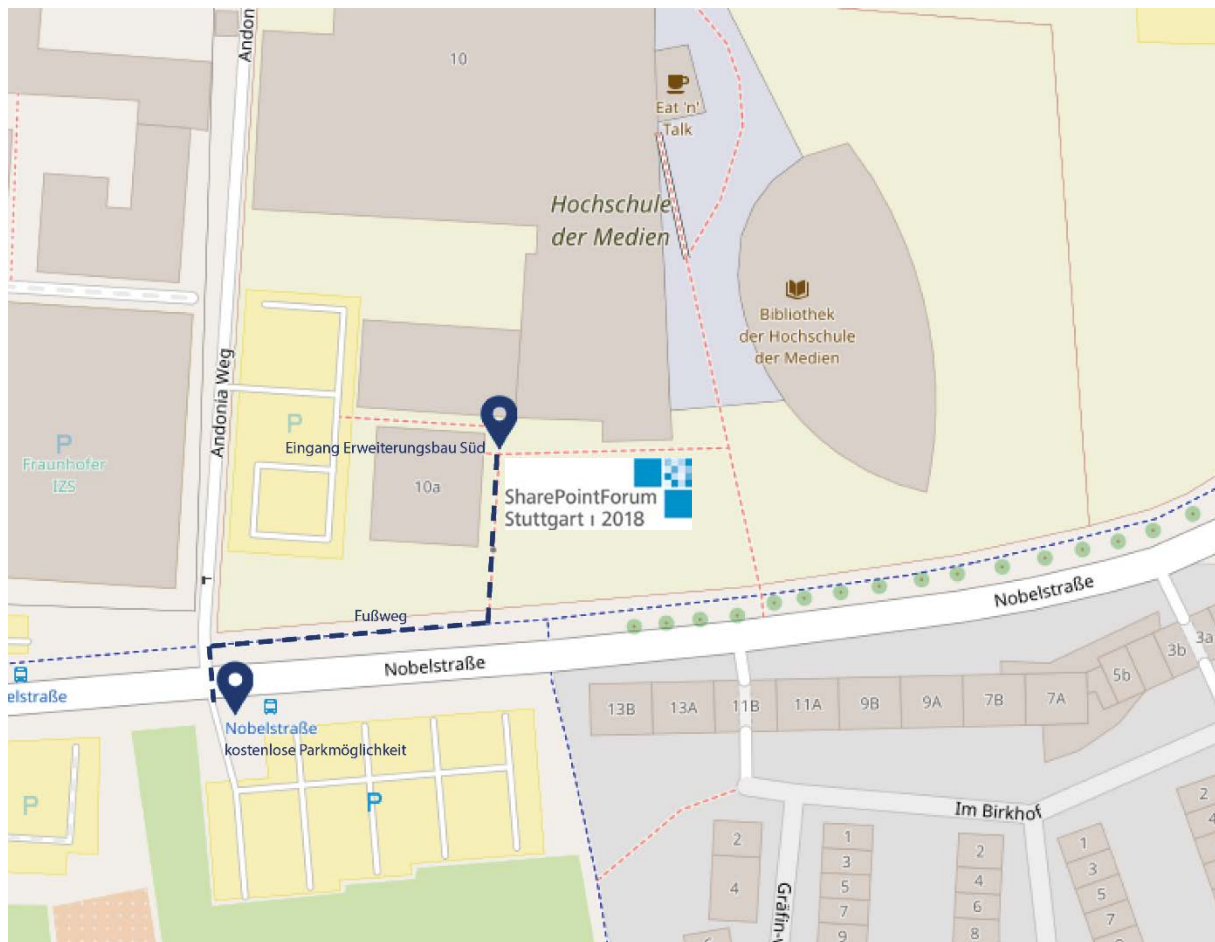 Andonia
10
Eat 'n'
Talk
Hochschule
der Medien
Bibliothek
der Hochschule
der Medien
Andonia Weg
P
P
Fraunhofer
IZS
Eingang Erweiterungsbau Süd
10a
SharePointForum
Stuttgart ı 2018
Fußweg
Nobelstraße
Nobelstraße
elstraße
Nobelstraße
kostenlose Parkmöglichkeit
P
P
13B
13A
11B
11A
9B
9A
7B
7A
5b
3b
3a
Im Birkhof
Gräfin-
2
4
1
3
5
7
9
2
4
6
8
1
3
5
7
2
4